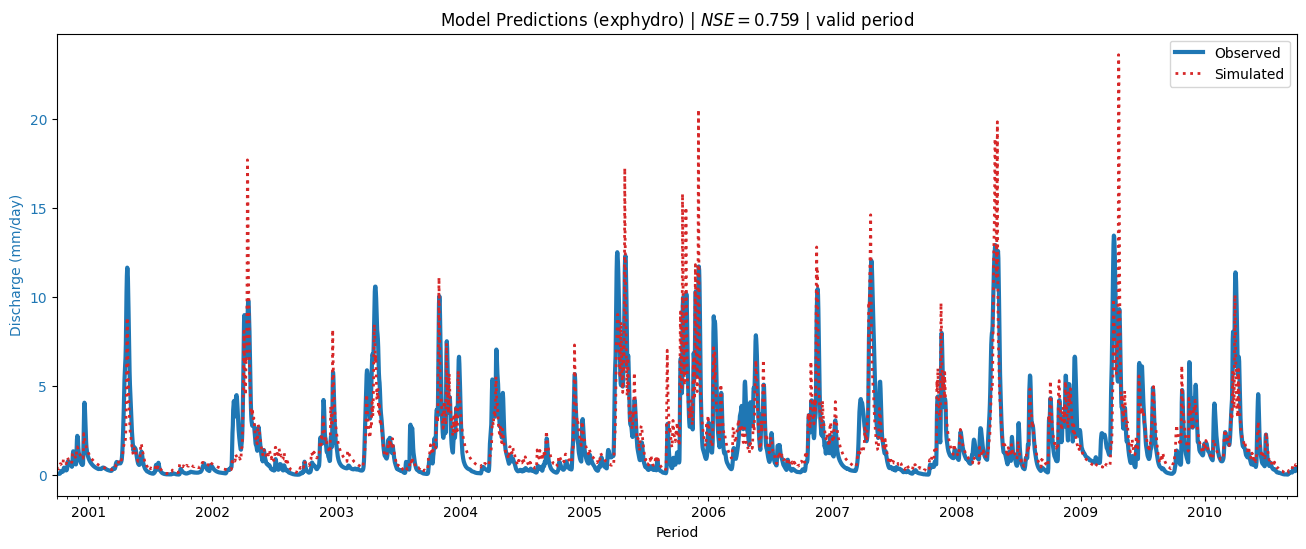 Model Predictions (exphydro) | NSE = 0.759 | valid period
Observed
Simulated
Discharge (mm/day)
20
15
10
5
0
2001 2002 2003 2004 2005 2006 2007 2008 2009 2010
Period